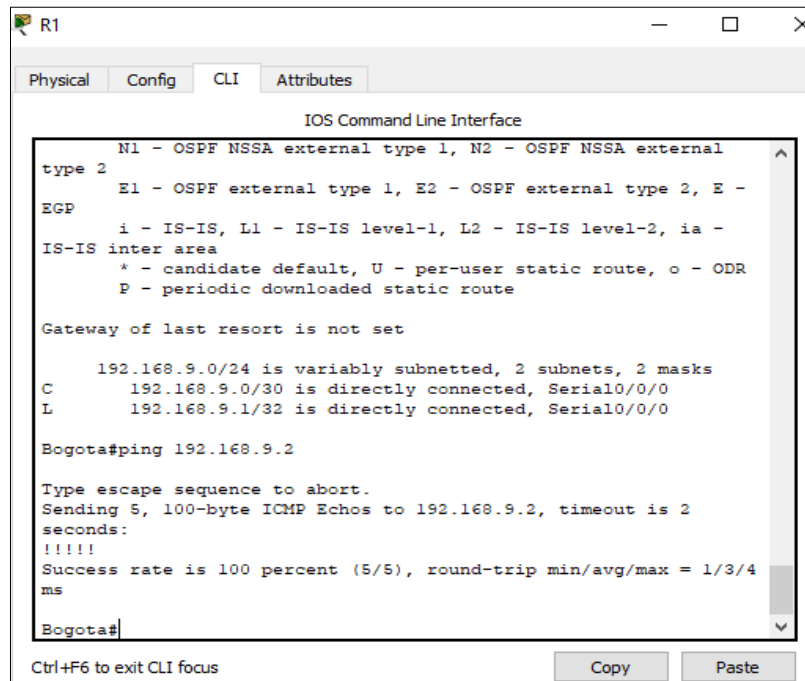 R1
Physical Config CLI Attributes
IOS Command Line Interface
N1 - OSPF NSSA external type 1, N2 - OSPF NSSA external
type 2
E1 - OSPF external type 1, E2 - OSPF external type 2, E -
EGP
i - IS-IS, L1 - IS-IS level-1, L2 - IS-IS level-2, ia -
IS-IS inter area
* - candidate default, U - per-user static route, o - ODR
P - periodic downloaded static route
Gateway of last resort is not set
192.168.9.0/24 is variably subnetted, 2 subnets, 2 masks
C 192.168.9.0/30 is directly connected, Serial0/0/0
L 192.168.9.1/32 is directly connected, Serial0/0/0
Bogota#ping 192.168.9.2
Type escape sequence to abort.
Sending 5, 100-byte ICMP Echos to 192.168.9.2, timeout is 2
seconds:
!!!!!
Success rate is 100 percent (5/5), round-trip min/avg/max = 1/3/4
ms
Bogota#
Ctrl+F6 to exit CLI focus
Copy Paste